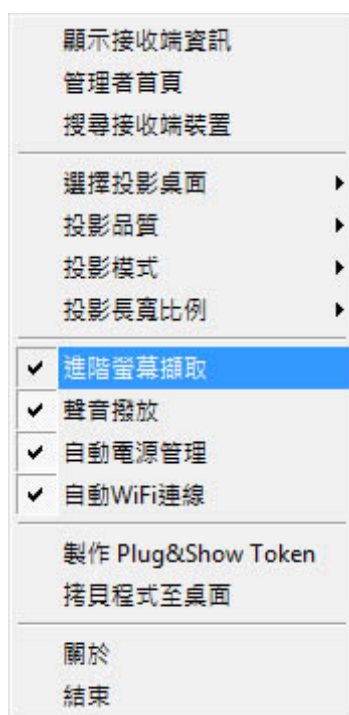 顯示接收端資訊
管理者首頁
搜尋接收端裝置
選擇投影桌面
投影品質
投影模式
投影長寬比例
進階螢幕擷取
聲音撥放
自動電源管理
自動WiFi連線
製作 Plug&Show Token
拷貝程式至桌面
關於
結束